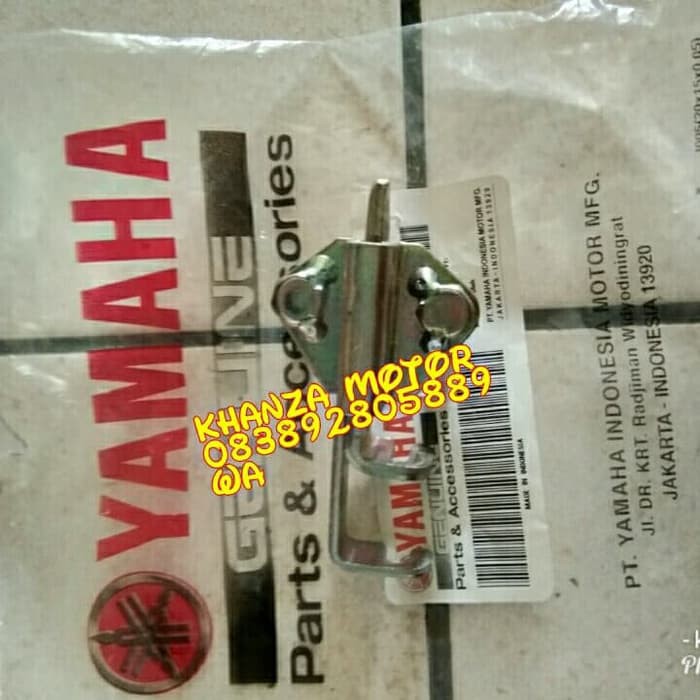 YAMAHA
GENUINE
Parts & Accessories
KHANZA MOTOR
083892805889
WA
YAMAHA
GENUINE
Parts & Accessories
MADE IN INDONESIA
PT. YAMAHA INDONESIA MOTOR MFG.
JAKARTA - INDONESIA 13920
PT. YAMAHA INDONESIA MOTOR MFG.
Jl. DR. KRT. Radjiman Widyodiningrat
JAKARTA - INDONESIA 13920